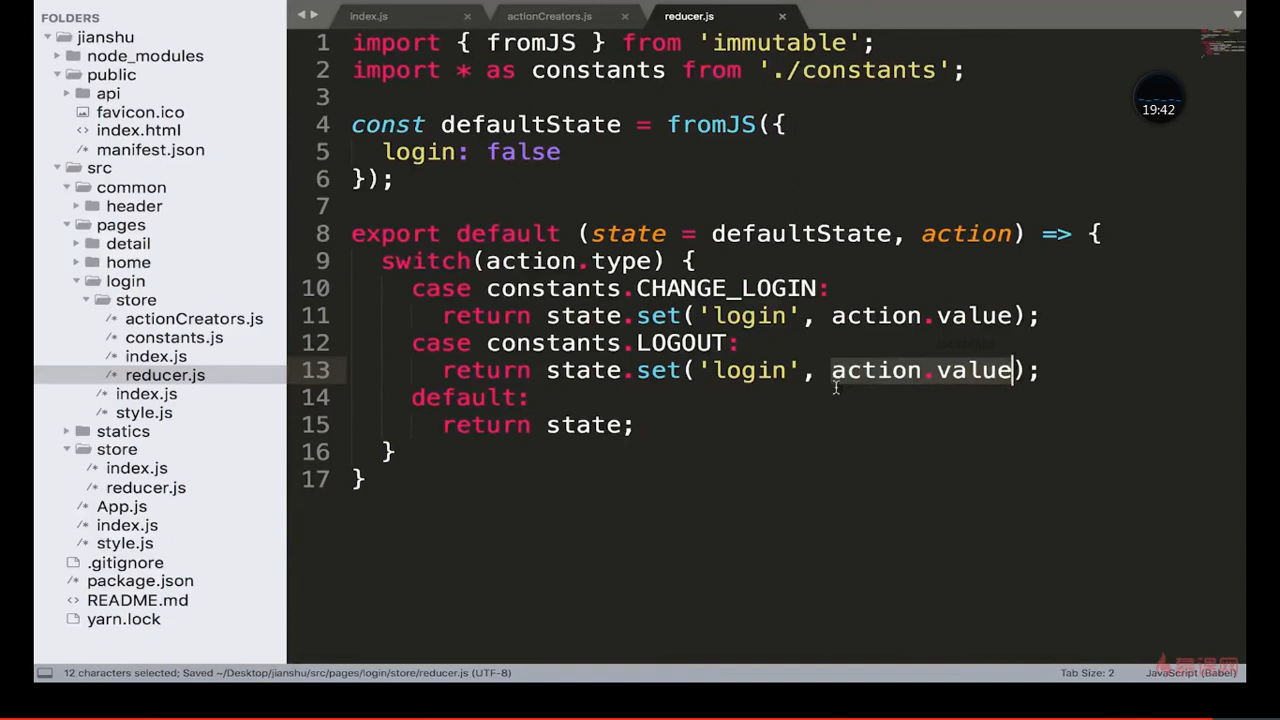 FOLDERS
jianshu
node_modules
public
api
favicon.ico
index.html
manifest.json
src
common
header
pages
detail
home
login
store
actionCreators.js
constants.js
index.js
reducer.js
index.js
style.js
statics
store
index.js
reducer.js
App.js
index.js
style.js
.gitignore
package.json
README.md
yarn.lock
index.js
actionCreators.js
reducer.js
1 import { fromJS } from 'immutable';
2 import * as constants from './constants';
3
4 const defaultState = fromJS({
5 login: false
6 });
7
8 export default (state = defaultState, action) => {
9 switch(action.type) {
10 case constants.CHANGE_LOGIN:
11 return state.set('login', action.value);
12 case constants.LOGOUT:
13 return state.set('login', action.value);
14 default:
15 return state;
16 }
17 }
19:42
12 characters selected; Saved ~/Desktop/jianshu/src/pages/login/store/reducer.js (UTF-8)
Tab Size: 2
JavaScript (Babel)
慕课网